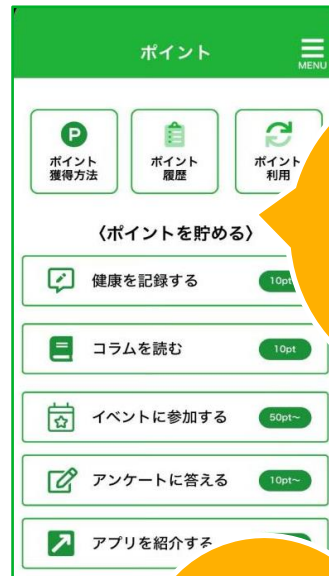 ポイント
MENU
ポイント
獲得方法
ポイント
履歴
ポイント
利用
〈ポイントを貯める〉
健康を記録する
10pt
コラムを読む
10pt
イベントに参加する
50pt〜
アンケートに答える
10pt〜
アプリを紹介する